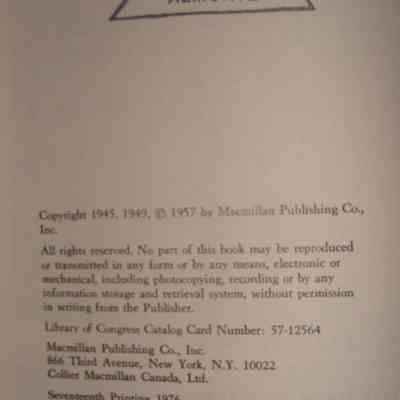 Copyright 1945, 1949, © 1957 by Macmillan Publishing Co.,
Inc.
All rights reserved. No part of this book may be reproduced
or transmitted in any form or by any means, electronic or
mechanical, including photocopying, recording or by any
information storage and retrieval system, without permission
in writing from the Publisher.
Library of Congress Catalog Card Number: 57-12564
Macmillan Publishing Co., Inc.
866 Third Avenue, New York, N.Y. 10022
Collier Macmillan Canada, Ltd.
Seventeenth Printing 1976